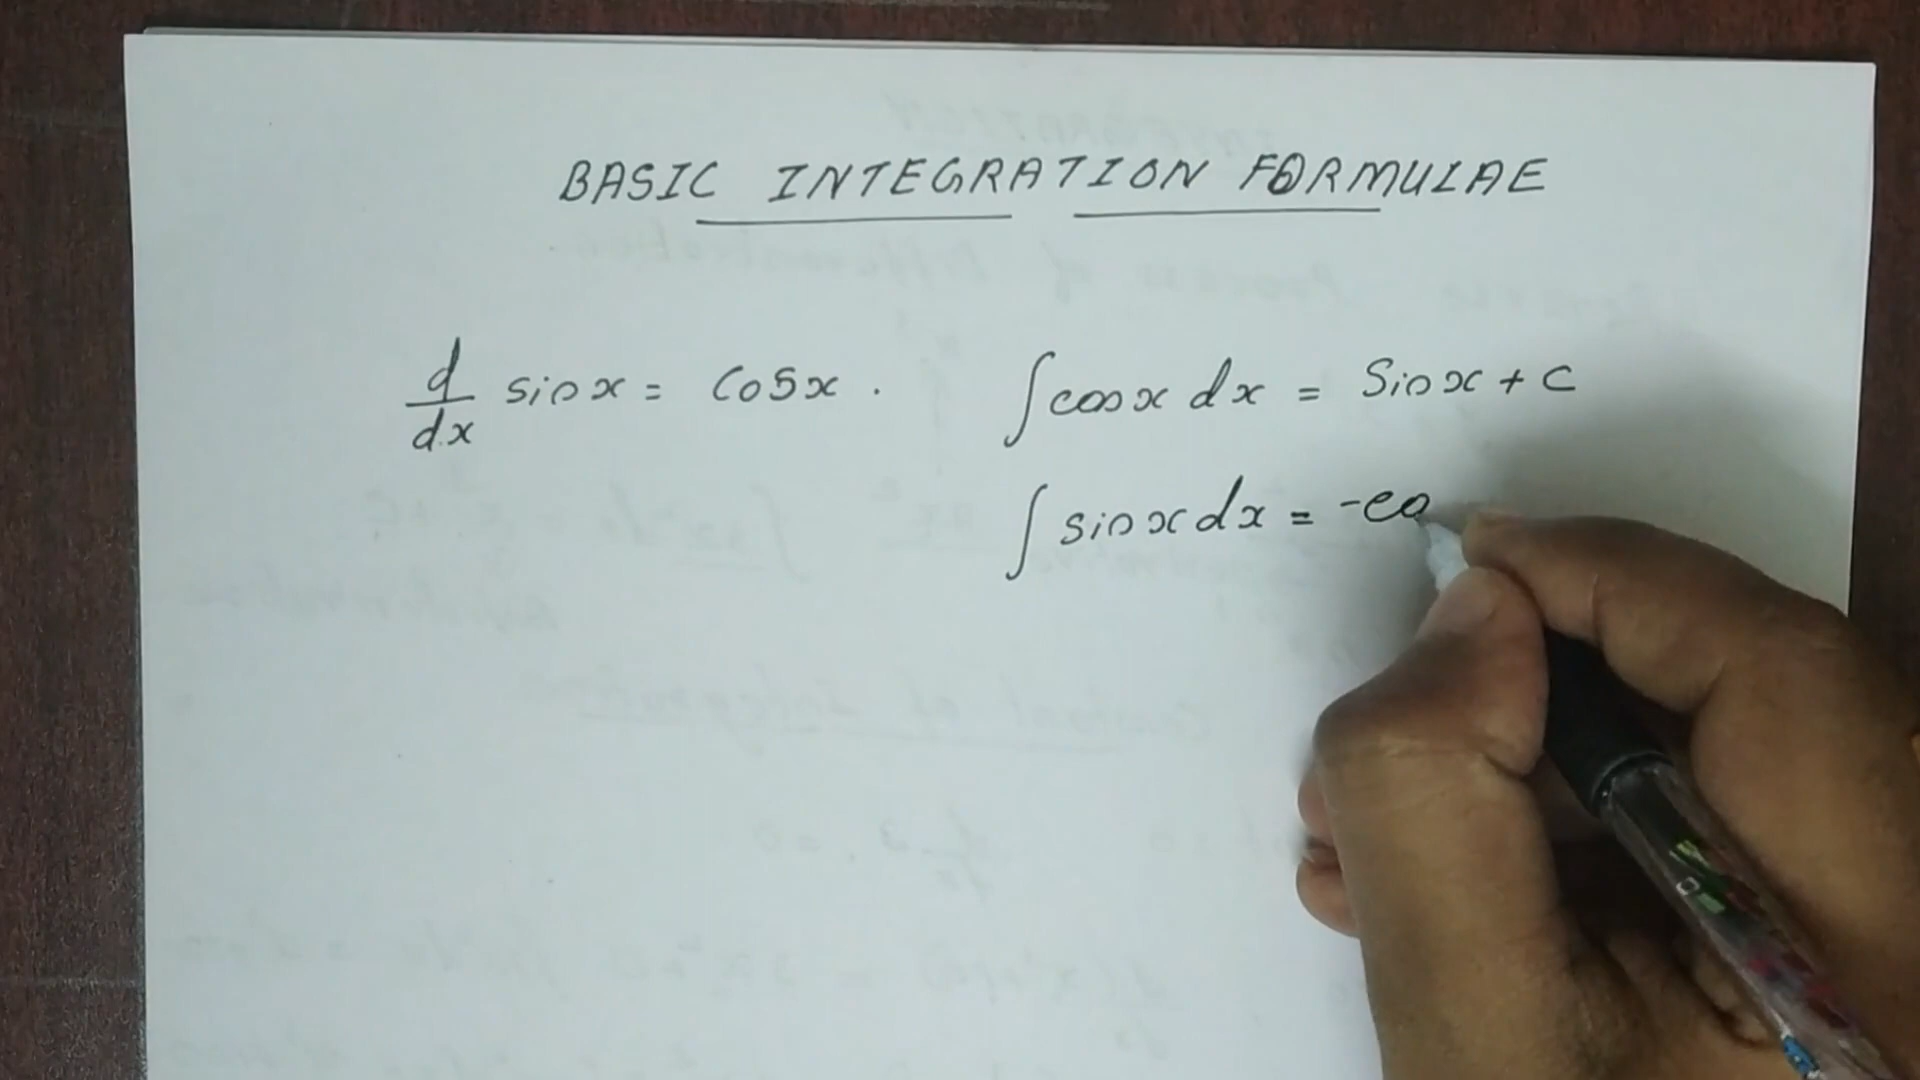 BASIC INTEGRATION FORMULAE
d/dx sin x = cos x . ∫ cos x dx = sin x + c
∫ sin x dx = -co